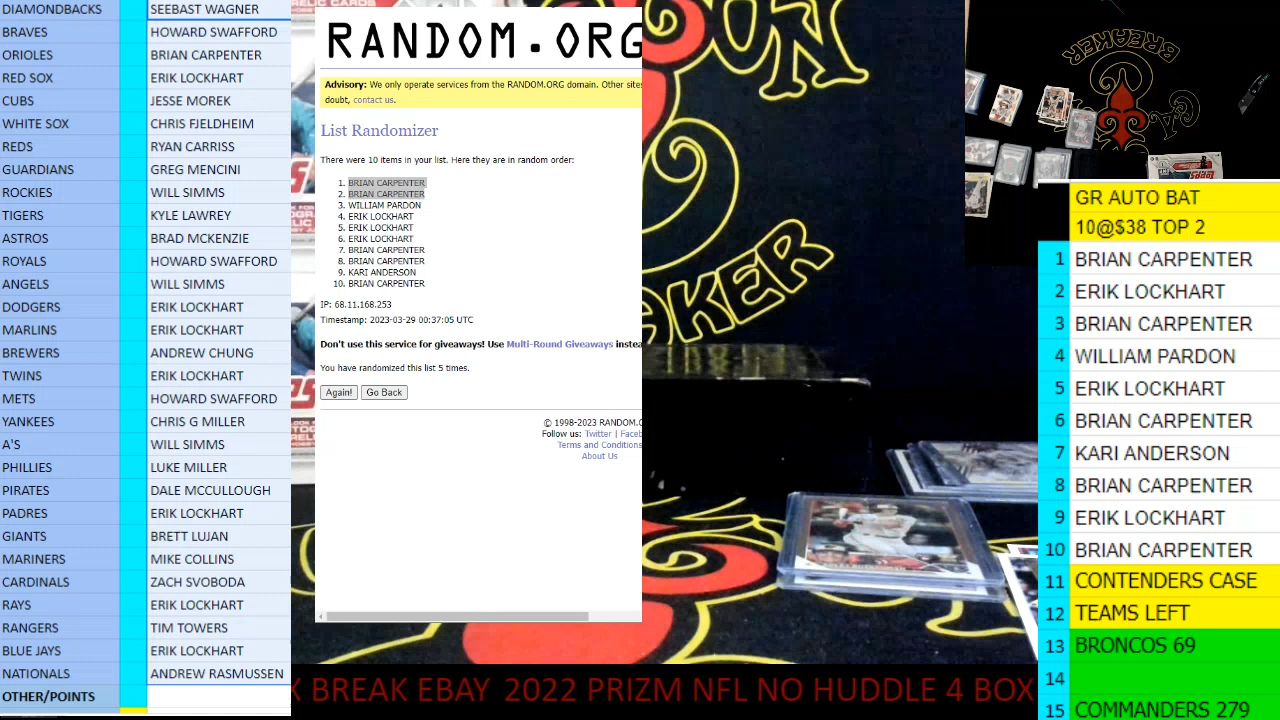 DIAMONDBACKS SEEBAST WAGNER
BRAVES HOWARD SWAFFORD
ORIOLES BRIAN CARPENTER
RED SOX ERIK LOCKHART
CUBS JESSE MOREK
WHITE SOX CHRIS FJELDHEIM
REDS RYAN CARRISS
GUARDIANS GREG MENCINI
ROCKIES WILL SIMMS
TIGERS KYLE LAWREY
ASTROS BRAD MCKENZIE
ROYALS HOWARD SWAFFORD
ANGELS WILL SIMMS
DODGERS ERIK LOCKHART
MARLINS ERIK LOCKHART
BREWERS ANDREW CHUNG
TWINS ERIK LOCKHART
METS HOWARD SWAFFORD
YANKEES CHRIS G MILLER
A'S WILL SIMMS
PHILLIES LUKE MILLER
PIRATES DALE MCCULLOUGH
PADRES ERIK LOCKHART
GIANTS BRETT LUJAN
MARINERS MIKE COLLINS
CARDINALS ZACH SVOBODA
RAYS ERIK LOCKHART
RANGERS TIM TOWERS
BLUE JAYS ERIK LOCKHART
NATIONALS ANDREW RASMUSSEN
OTHER/POINTS
RANDOM.ORG
Advisory: We only operate services from the RANDOM.ORG domain. Other sites
doubt, contact us.
List Randomizer
There were 10 items in your list. Here they are in random order:
1. BRIAN CARPENTER
2. BRIAN CARPENTER
3. WILLIAM PARDON
4. ERIK LOCKHART
5. ERIK LOCKHART
6. ERIK LOCKHART
7. BRIAN CARPENTER
8. BRIAN CARPENTER
9. KARI ANDERSON
10. BRIAN CARPENTER
IP: 68.11.168.253
Timestamp: 2023-03-29 00:37:05 UTC
Don't use this service for giveaways! Use Multi-Round Giveaways instea
You have randomized this list 5 times.
Again! Go Back
© 1998-2023 RANDOM.O
Follow us: Twitter | Faceb
Terms and Conditions
About Us
BREAKER
GR AUTO BAT
10@$38 TOP 2
1 BRIAN CARPENTER
2 ERIK LOCKHART
3 BRIAN CARPENTER
4 WILLIAM PARDON
5 ERIK LOCKHART
6 BRIAN CARPENTER
7 KARI ANDERSON
8 BRIAN CARPENTER
9 ERIK LOCKHART
10 BRIAN CARPENTER
11 CONTENDERS CASE
12 TEAMS LEFT
13 BRONCOS 69
14
15 COMMANDERS 279
X BREAK EBAY 2022 PRIZM NFL NO HUDDLE 4 BOX